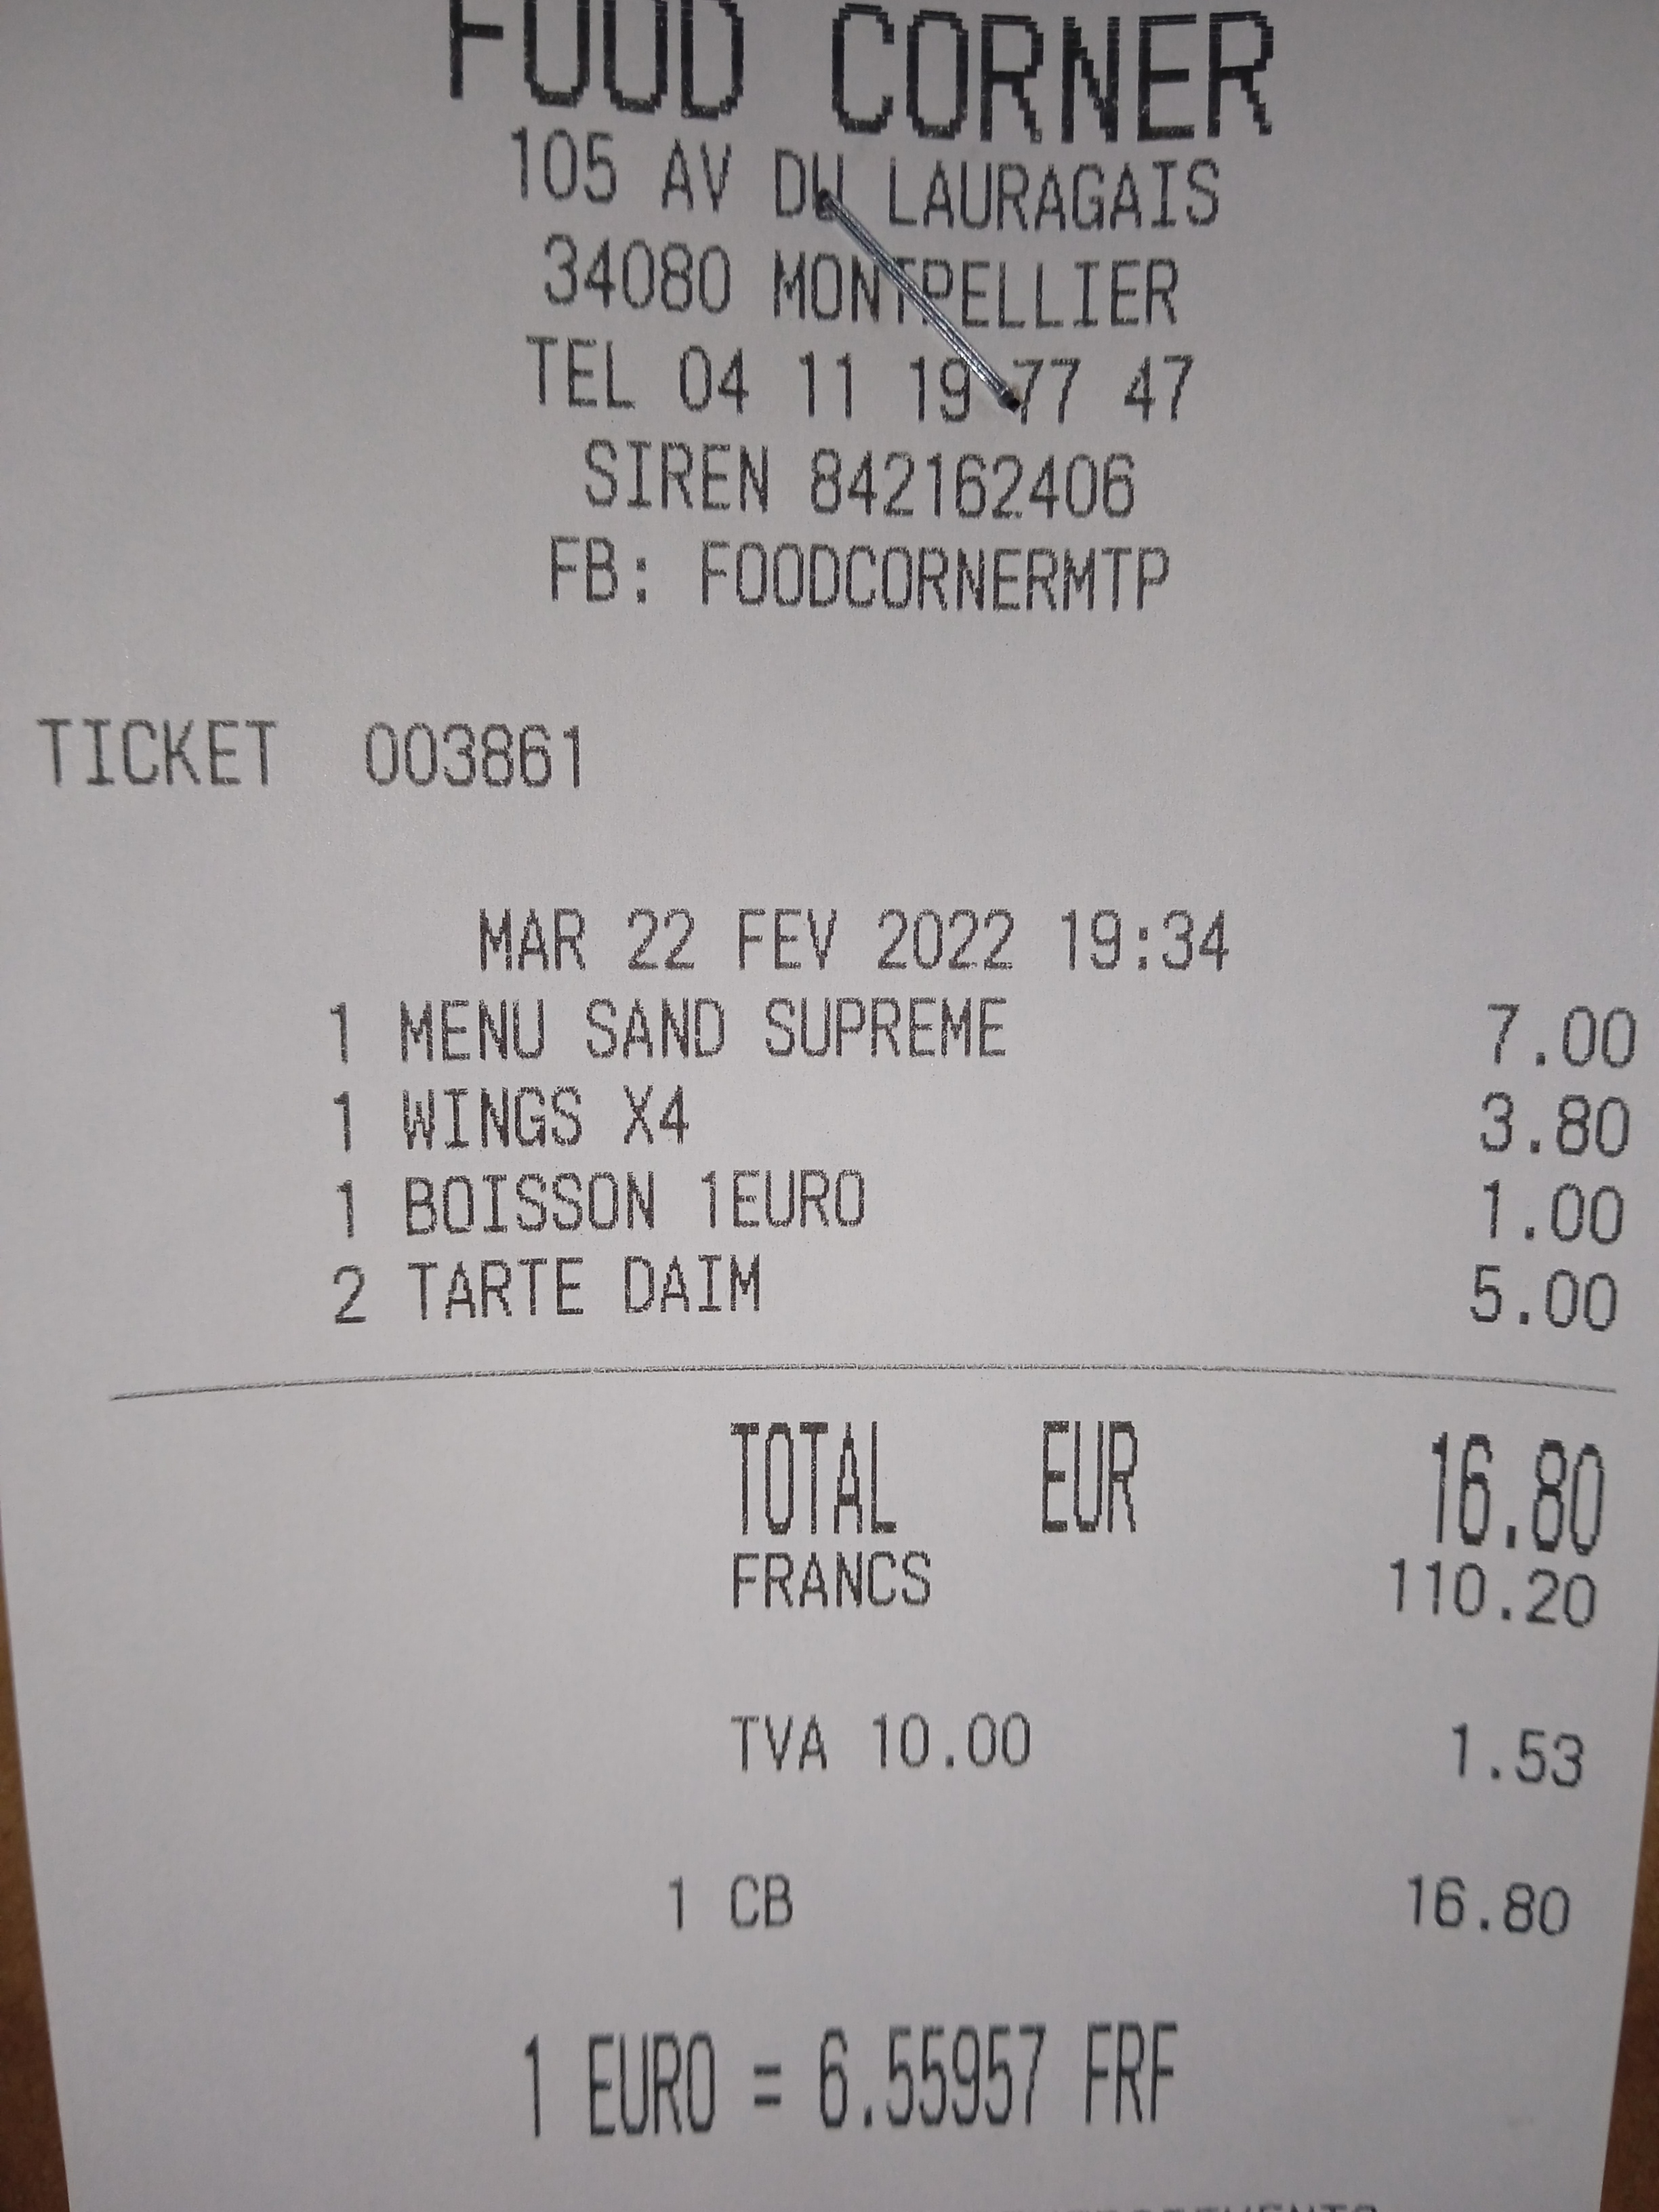 FOOD CORNER
105 AV DU LAURAGAIS
34080 MONTPELLIER
TEL 04 11 19 77 47
SIREN 842162406
FB: FOODCORNERMTP
TICKET 003861
MAR 22 FEV 2022 19:34
1 MENU SAND SUPREME 7.00
1 WINGS X4 3.80
1 BOISSON 1EURO 1.00
2 TARTE DAIM 5.00
TOTAL EUR 16.80
FRANCS 110.20
TVA 10.00 1.53
1 CB 16.80
1 EURO = 6.55957 FRF